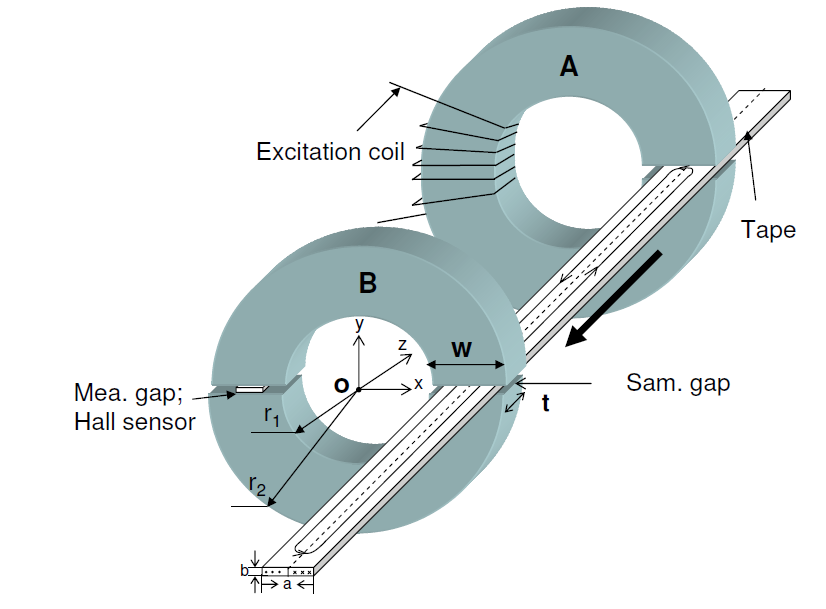 A
Excitation coil
Tape
B
y
z
w
o
x
Sam. gap
t
Mea. gap;
Hall sensor
r1
r2
b
a